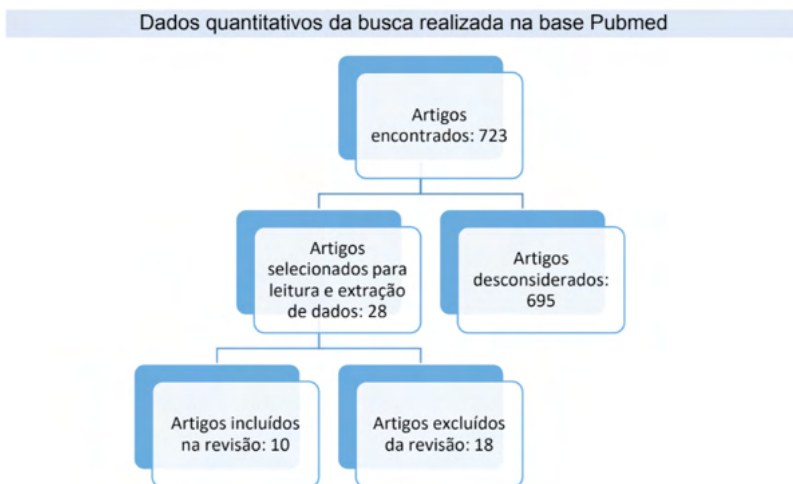 Dados quantitativos da busca realizada na base Pubmed
Artigos
encontrados: 723
Artigos
selecionados para
leitura e extração
de dados: 28
Artigos
desconsiderados:
695
Artigos incluídos
na revisão: 10
Artigos excluídos
da revisão: 18